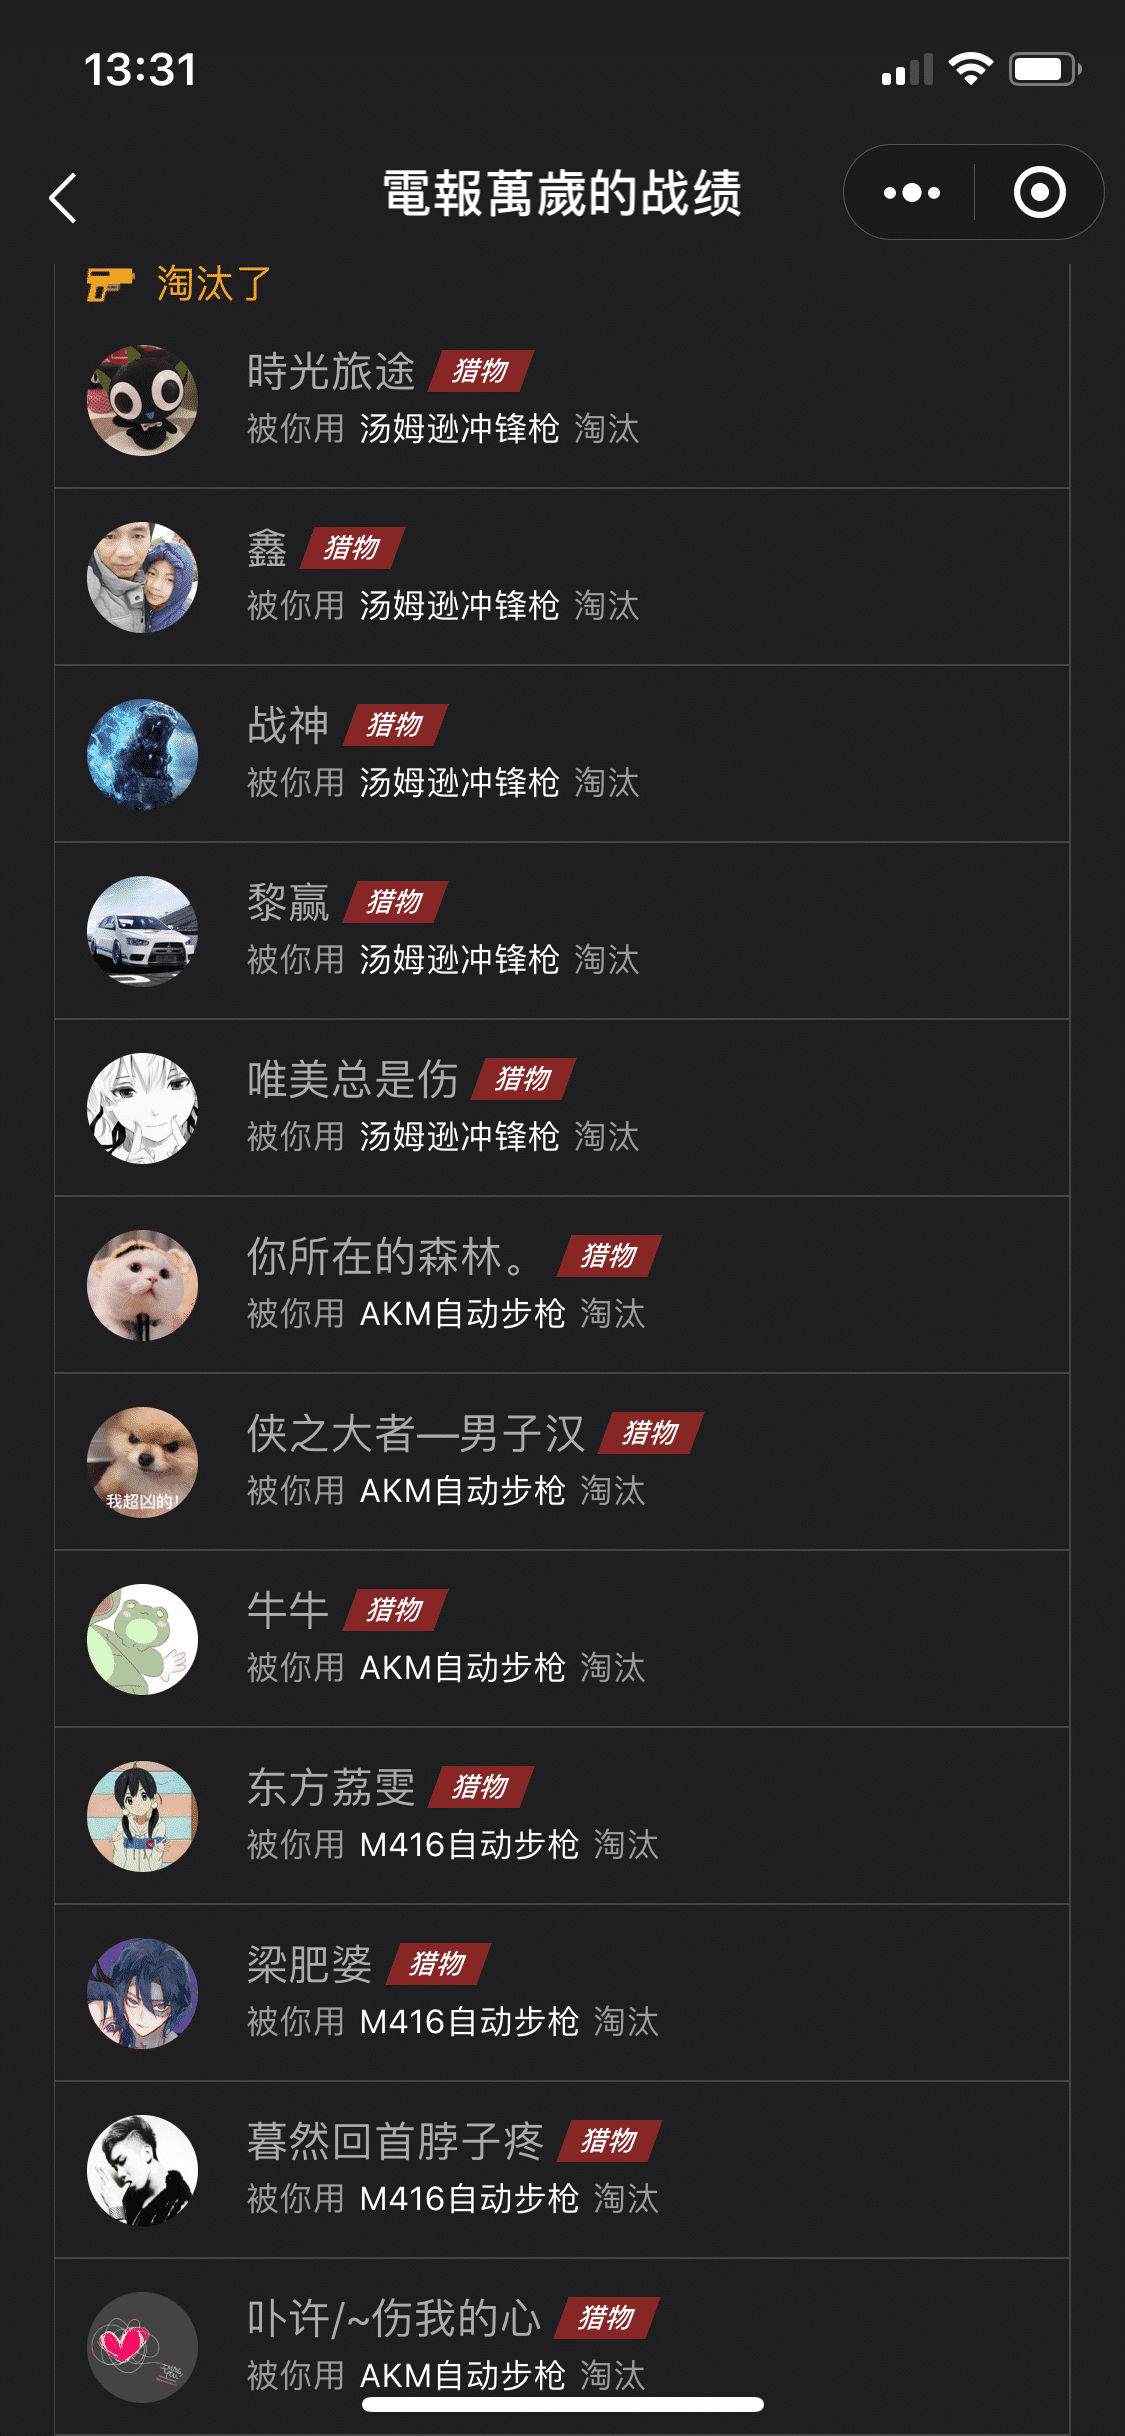 13:31
電報萬歲的战绩
淘汰了
時光旅途 猎物
被你用 汤姆逊冲锋枪 淘汰
鑫 猎物
被你用 汤姆逊冲锋枪 淘汰
战神 猎物
被你用 汤姆逊冲锋枪 淘汰
黎赢 猎物
被你用 汤姆逊冲锋枪 淘汰
唯美总是伤 猎物
被你用 汤姆逊冲锋枪 淘汰
你所在的森林。 猎物
被你用 AKM自动步枪 淘汰
侠之大者—男子汉 猎物
被你用 AKM自动步枪 淘汰
我超凶的!
牛牛 猎物
被你用 AKM自动步枪 淘汰
东方荔雯 猎物
被你用 M416自动步枪 淘汰
梁肥婆 猎物
被你用 M416自动步枪 淘汰
暮然回首脖子疼 猎物
被你用 M416自动步枪 淘汰
卟许/~伤我的心 猎物
被你用 AKM自动步枪 淘汰